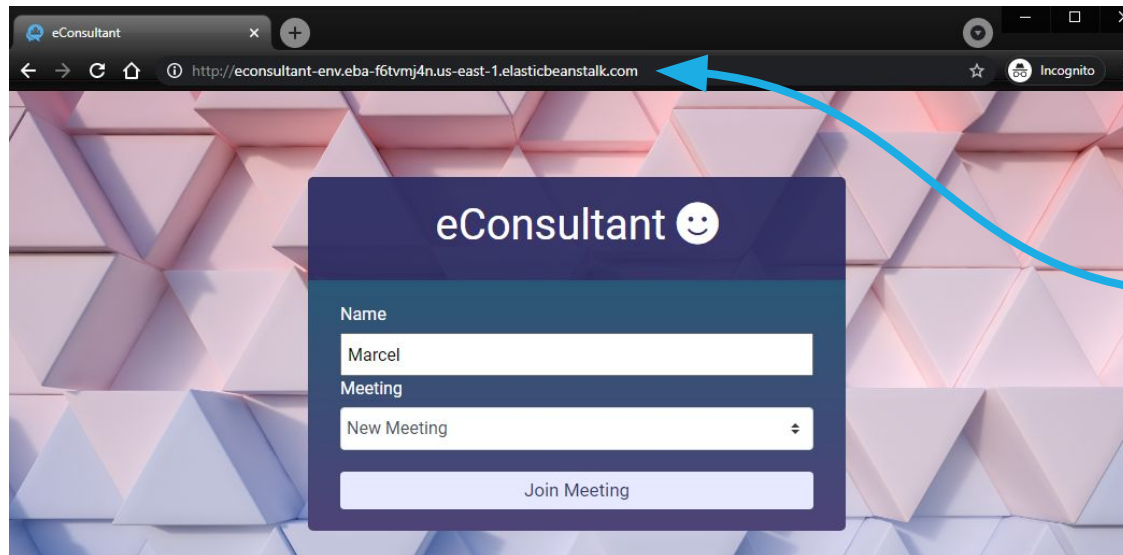 eConsultant
http://econsultant-env.eba-f6tvmj4n.us-east-1.elasticbeanstalk.com
Incognito
eConsultant
Name
Marcel
Meeting
New Meeting
Join Meeting